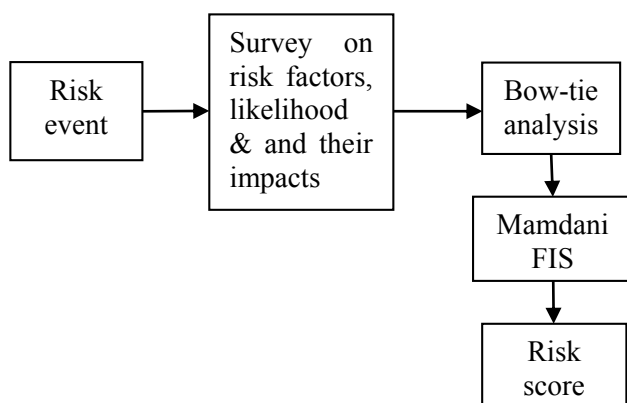 Risk
event
Survey on
risk factors,
likelihood
& and their
impacts
Bow-tie
analysis
Mamdani
FIS
Risk
score